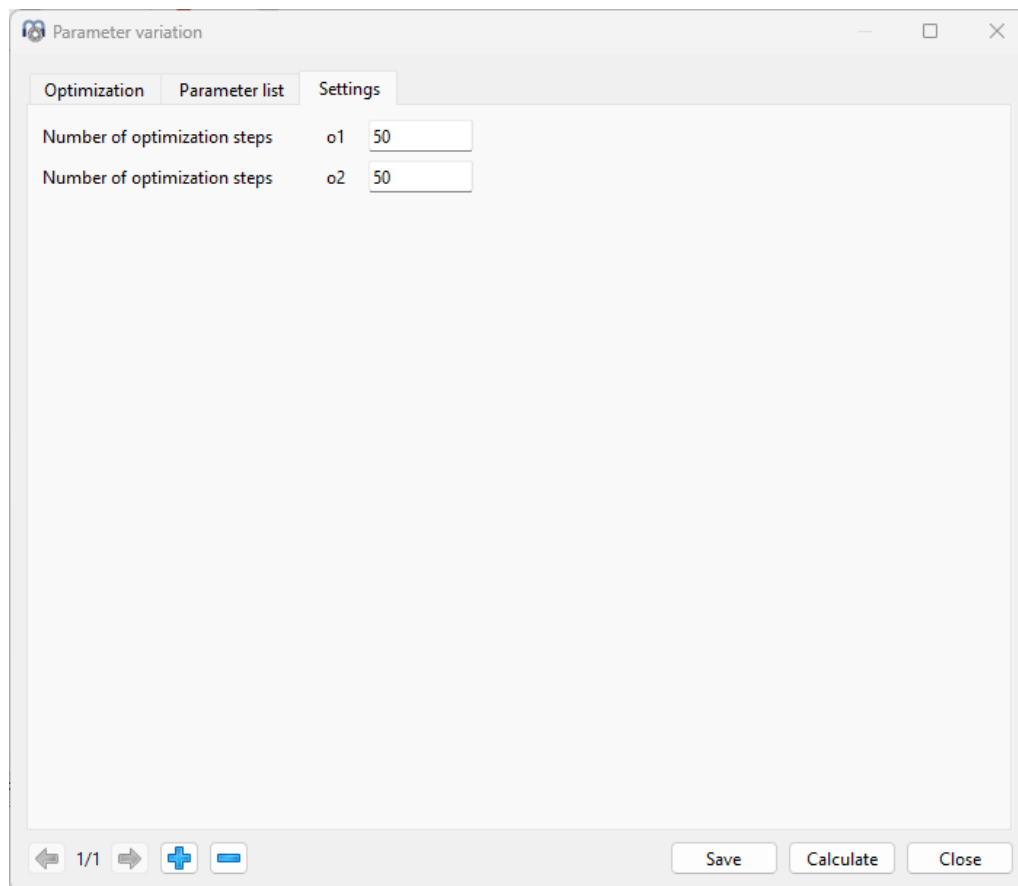 Parameter variation
Optimization Parameter list Settings
Number of optimization steps o1 50
Number of optimization steps o2 50
1/1 Save Calculate Close